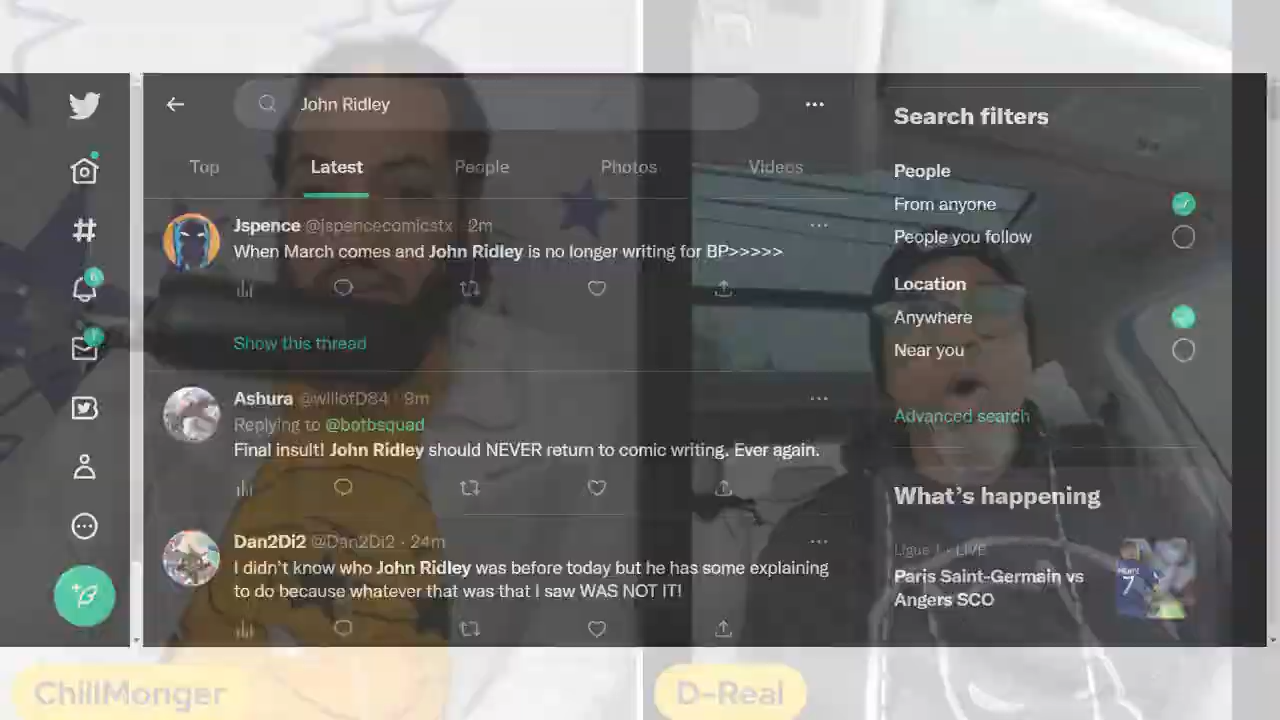 John Ridley
Top
Latest
People
Photos
Videos
Jspence @jspencecomicstx · 2m
When March comes and John Ridley is no longer writing for BP>>>>>
Show this thread
Ashura @willofD84 · 8m
Replying to @botbsquad
Final insult! John Ridley should NEVER return to comic writing. Ever again.
Dan2Di2 @Dan2Di2 · 24m
I didn't know who John Ridley was before today but he has some explaining
to do because whatever that was that I saw WAS NOT IT!
Search filters
People
From anyone
People you follow
Location
Anywhere
Near you
Advanced search
What's happening
Ligue 1 · LIVE
Paris Saint-Germain vs
Angers SCO
7
ChillMonger
D-Real